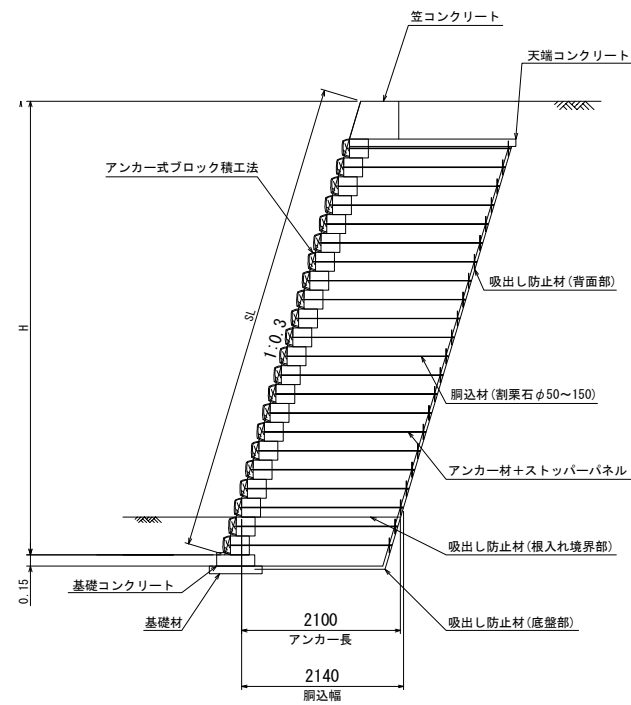 笠コンクリート
天端コンクリート
アンカー式ブロック積工法
吸出し防止材(背面部)
SL
H
1:0.3
胴込材(割栗石φ50～150)
アンカー材+ストッパーパネル
吸出し防止材(根入れ境界部)
基礎コンクリート
0.15
基礎材
吸出し防止材(底盤部)
2100
アンカー長
2140
胴込幅